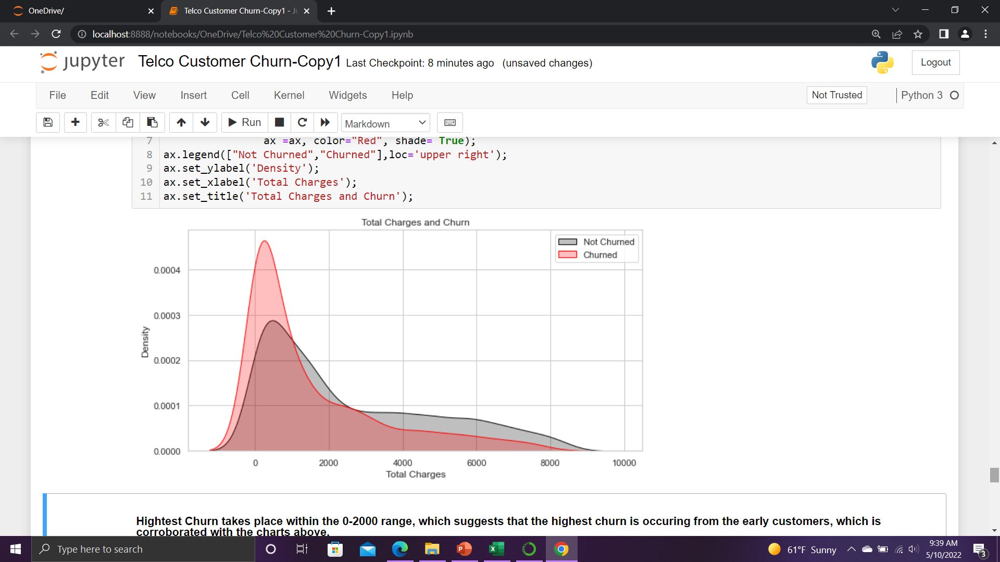 OneDrive/
Telco Customer Churn-Copy1 - Ju
localhost:8888/notebooks/OneDrive/Telco%20Customer%20Churn-Copy1.ipynb
jupyter Telco Customer Churn-Copy1 Last Checkpoint: 8 minutes ago (unsaved changes)
Logout
File Edit View Insert Cell Kernel Widgets Help
Not Trusted
Python 3
Run
Markdown
7 ax =ax, color="Red", shade= True);
8 ax.legend(["Not Churned","Churned"],loc='upper right');
9 ax.set_ylabel('Density');
10 ax.set_xlabel('Total Charges');
11 ax.set_title('Total Charges and Churn');
Total Charges and Churn
Not Churned
Churned
0.0004
0.0003
0.0002
0.0001
0.0000
Density
0 2000 4000 6000 8000 10000
Total Charges
Hightest Churn takes place within the 0-2000 range, which suggests that the highest churn is occuring from the early customers, which is
corroborated with the charts above.
Type here to search
P
X
61°F Sunny
9:39 AM
5/10/2022
3